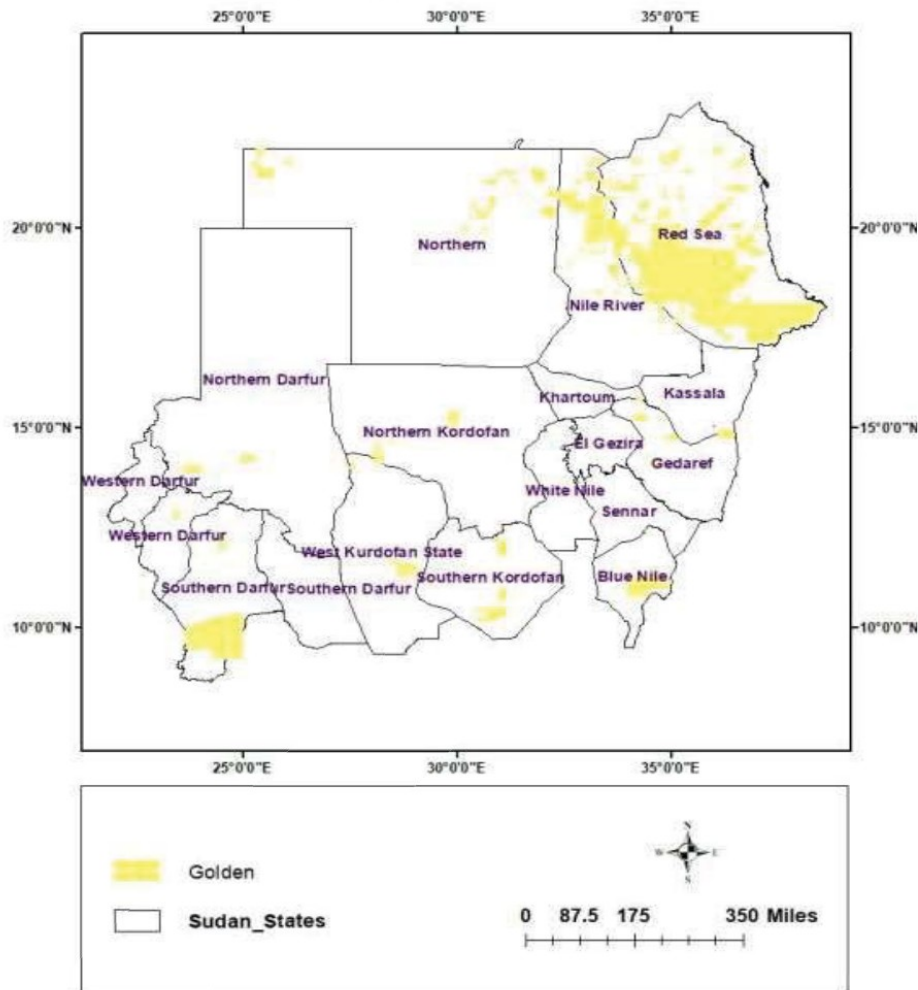 25°0'0"E 30°0'0"E 35°0'0"E
20°0'0"N 20°0'0"N
Red Sea
Northern
Nile River
Northern Darfur
Khartoum
Kassala
15°0'0"N 15°0'0"N
Northern Kordofan
El Gezira
Gedaref
Western Darfur
White Nile
Sennar
Western Darfur
West Kurdofan State
Southern Kordofan
Blue Nile
Southern Darfur
Southern Darfur
10°0'0"N 10°0'0"N
25°0'0"E 30°0'0"E 35°0'0"E
N
W E
S
Golden
Sudan_States
0 87.5 175 350 Miles